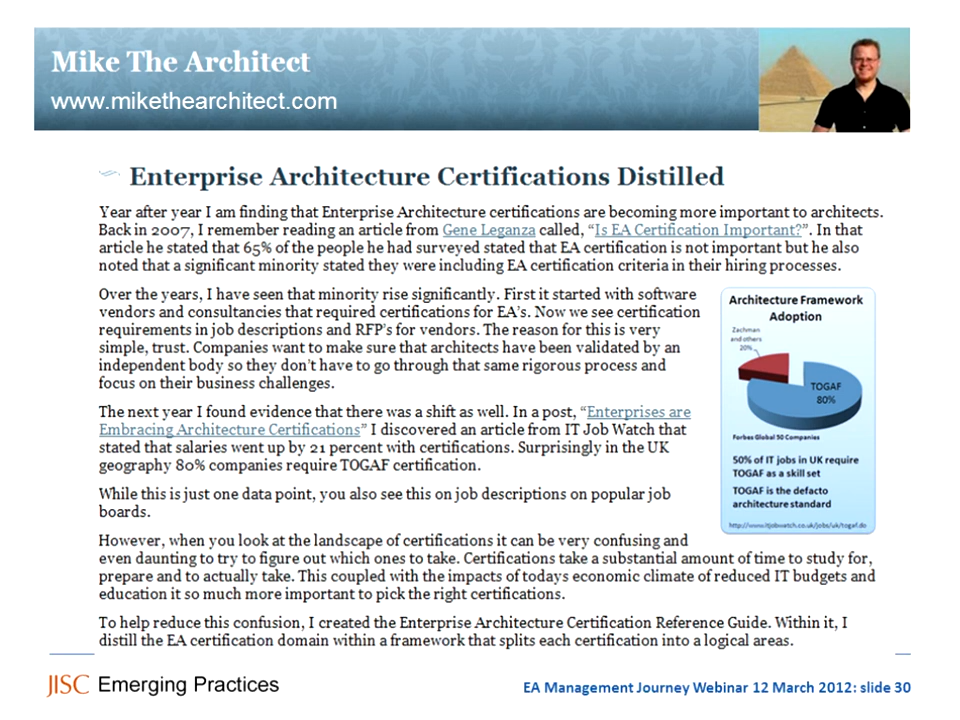 Mike The Architect
www.mikethearchitect.com
Enterprise Architecture Certifications Distilled
Year after year I am finding that Enterprise Architecture certifications are becoming more important to architects.
Back in 2007, I remember reading an article from Gene Leganza called, “Is EA Certification Important?”. In that
article he stated that 65% of the people he had surveyed stated that EA certification is not important but he also
noted that a significant minority stated they were including EA certification criteria in their hiring processes.
Over the years, I have seen that minority rise significantly. First it started with software
vendors and consultancies that required certifications for EA’s. Now we see certification
requirements in job descriptions and RFP’s for vendors. The reason for this is very
simple, trust. Companies want to make sure that architects have been validated by an
independent body so they don’t have to go through that same rigorous process and
focus on their business challenges.
The next year I found evidence that there was a shift as well. In a post, “Enterprises are
Embracing Architecture Certifications” I discovered an article from IT Job Watch that
stated that salaries went up by 21 percent with certifications. Surprisingly in the UK
geography 80% companies require TOGAF certification.
While this is just one data point, you also see this on job descriptions on popular job
boards.
However, when you look at the landscape of certifications it can be very confusing and
even daunting to try to figure out which ones to take. Certifications take a substantial amount of time to study for,
prepare and to actually take. This coupled with the impacts of todays economic climate of reduced IT budgets and
education it so much more important to pick the right certifications.
To help reduce this confusion, I created the Enterprise Architecture Certification Reference Guide. Within it, I
distill the EA certification domain within a framework that splits each certification into a logical areas.
Architecture Framework
Adoption
Zachman
and others
20%
TOGAF
80%
Forbes Global 50 Companies
50% of IT jobs in UK require
TOGAF as a skill set
TOGAF is the defacto
architecture standard
http://www.itjobwatch.co.uk/jobs/uk/togaf.do
JISC Emerging Practices
EA Management Journey Webinar 12 March 2012: slide 30